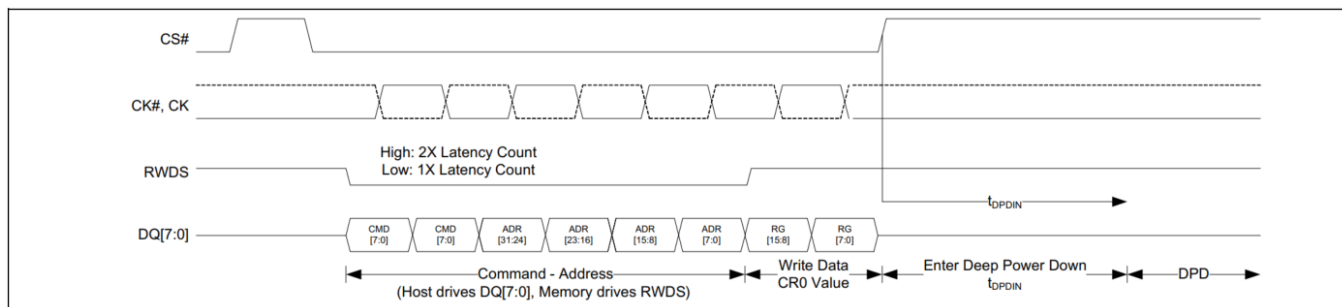 CS#
CK#, CK
High: 2X Latency Count
Low: 1X Latency Count
RWDS
tDPDIN
DQ[7:0]
CMD [7:0]
CMD [7:0]
ADR [31:24]
ADR [23:16]
ADR [15:8]
ADR [7:0]
RG [15:8]
RG [7:0]
Command - Address
(Host drives DQ[7:0], Memory drives RWDS)
Write Data
CR0 Value
Enter Deep Power Down
tDPDIN
DPD